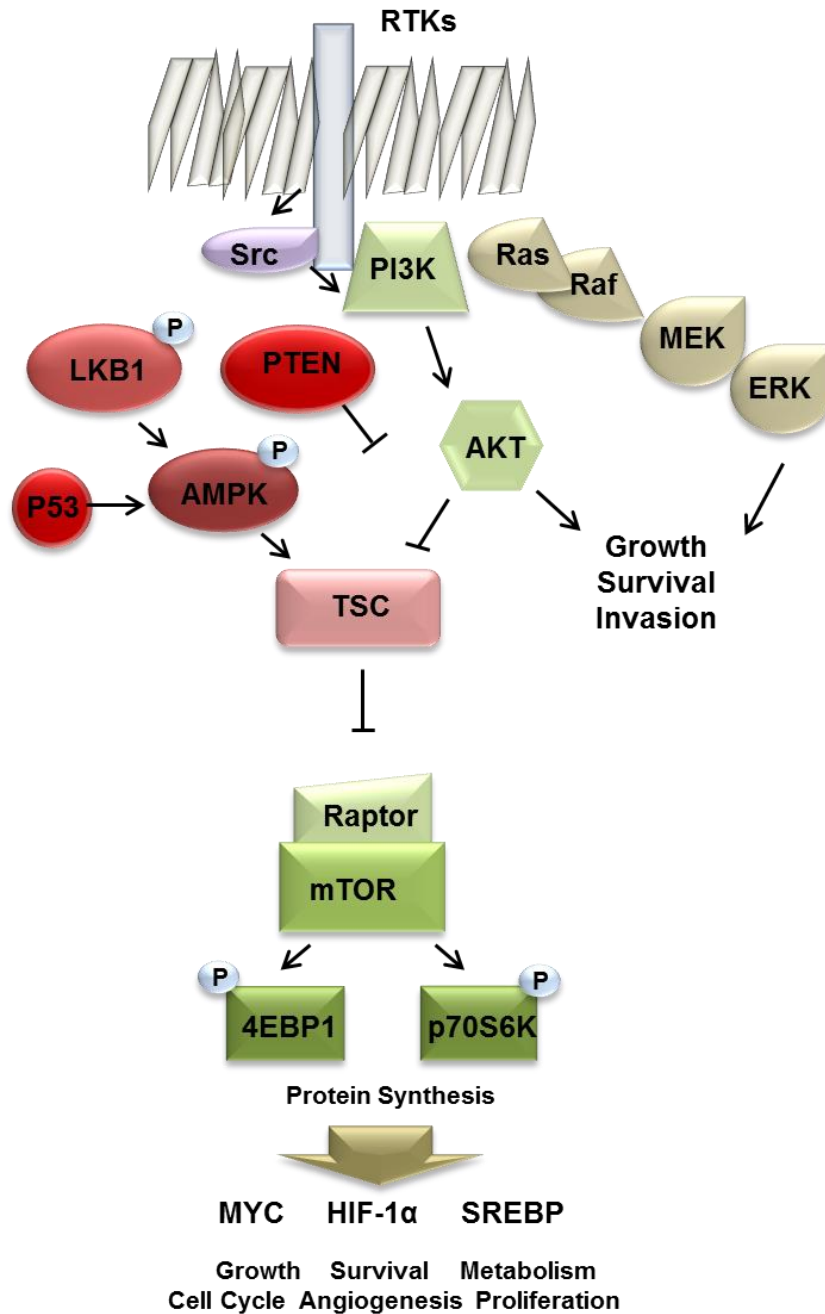 RTKs
Src
PI3K
Ras
Raf
MEK
ERK
P
LKB1
PTEN
P
AMPK
AKT
P53
TSC
Growth
Survival
Invasion
Raptor
mTOR
P
4EBP1
P
p70S6K
Protein Synthesis
MYC HIF-1α SREBP
Growth Survival Metabolism
Cell Cycle Angiogenesis Proliferation